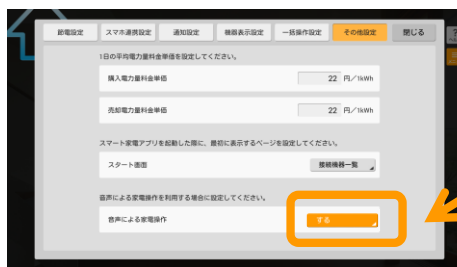 節電設定 スマホ連携設定 通知設定 機器表示設定 一括操作設定 その他設定 閉じる
1日の平均電力量料金単価を設定してください。
購入電力量料金単価 22 円/1kWh
売却電力量料金単価 22 円/1kWh
スマート家電アプリを起動した際に、最初に表示するページを設定してください。
スタート画面 接続機器一覧
音声による家電操作を利用する場合に設定してください。
音声による家電操作 する